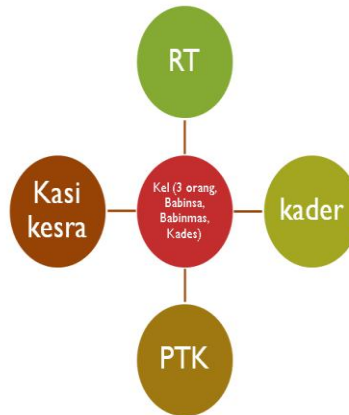 RT
Kasi
kesra
Kel (3 orang,
Babinsa,
Babinmas,
Kades)
kader
PTK